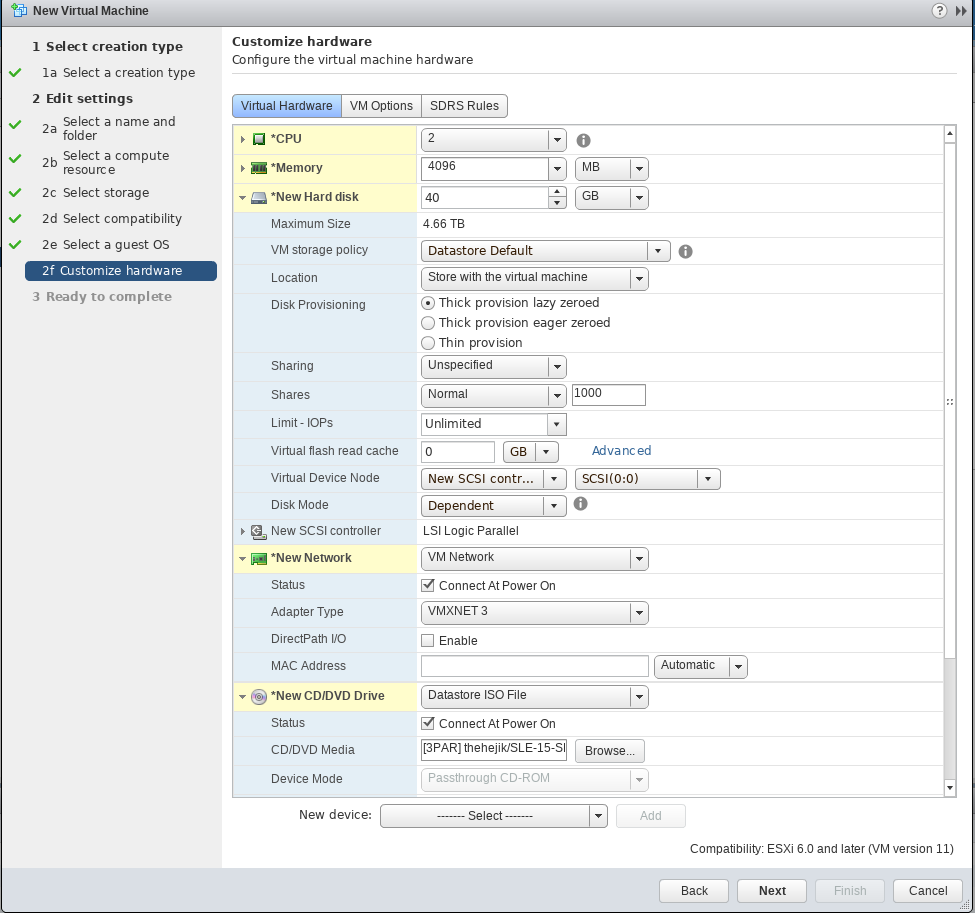 New Virtual Machine
1 Select creation type
1a Select a creation type
2 Edit settings
2a Select a name and
folder
2b Select a compute
resource
2c Select storage
2d Select compatibility
2e Select a guest OS
2f Customize hardware
3 Ready to complete
Customize hardware
Configure the virtual machine hardware
Virtual Hardware VM Options SDRS Rules
*CPU 2
*Memory 4096 MB
*New Hard disk 40 GB
Maximum Size 4.66 TB
VM storage policy Datastore Default
Location Store with the virtual machine
Disk Provisioning Thick provision lazy zeroed
Thick provision eager zeroed
Thin provision
Sharing Unspecified
Shares Normal 1000
Limit - IOPs Unlimited
Virtual flash read cache 0 GB Advanced
Virtual Device Node New SCSI contr... SCSI(0:0)
Disk Mode Dependent
New SCSI controller LSI Logic Parallel
*New Network VM Network
Status Connect At Power On
Adapter Type VMXNET 3
DirectPath I/O Enable
MAC Address Automatic
*New CD/DVD Drive Datastore ISO File
Status Connect At Power On
CD/DVD Media [3PAR] thehejik/SLE-15-SI Browse...
Device Mode Passthrough CD-ROM
New device: ------- Select ------- Add
Compatibility: ESXi 6.0 and later (VM version 11)
Back Next Finish Cancel